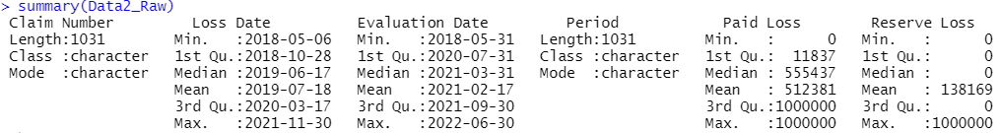 > summary(Data2_Raw)
Claim Number Loss Date Evaluation Date Period Paid Loss Reserve Loss
Length:1031 Min. :2018-05-06 Min. :2018-05-31 Length:1031 Min. : 0 Min. : 0
Class :character 1st Qu.:2018-10-28 1st Qu.:2020-07-31 Class :character 1st Qu.: 11837 1st Qu.: 0
Mode :character Median :2019-06-17 Median :2021-03-31 Mode :character Median : 555437 Median : 0
Mean :2019-07-18 Mean :2021-02-17 Mean : 512381 Mean : 138169
3rd Qu.:2020-03-17 3rd Qu.:2021-09-30 3rd Qu.:1000000 3rd Qu.: 0
Max. :2021-11-30 Max. :2022-06-30 Max. :1000000 Max. :1000000